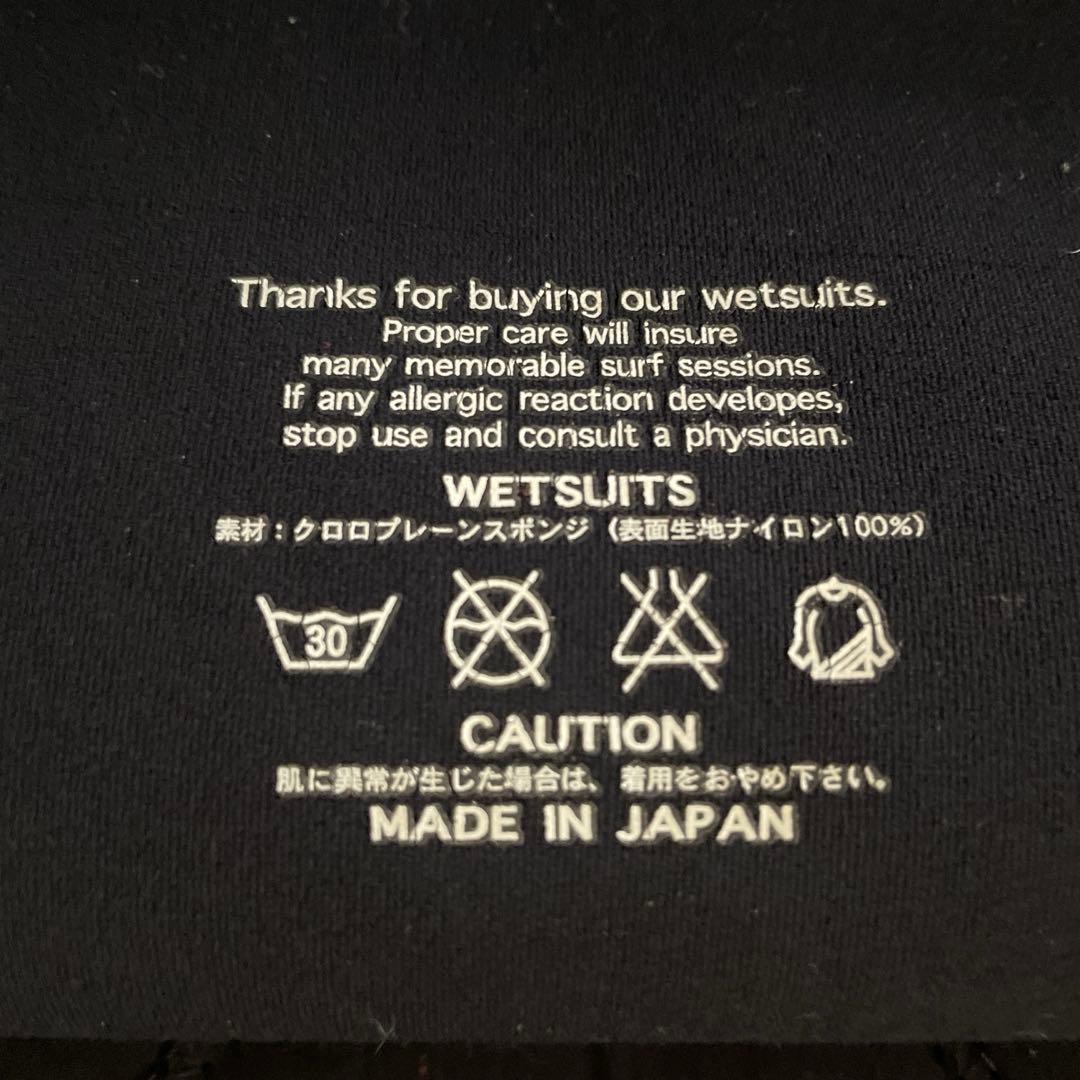 Thanks for buying our wetsuits.
Proper care will insure
many memorable surf sessions.
If any allergic reaction developes,
stop use and consult a physician.
WETSUITS
素材：クロロプレーンスポンジ（表面生地ナイロン100%）
30
CAUTION
肌に異常が生じた場合は、着用をおやめ下さい。
MADE IN JAPAN